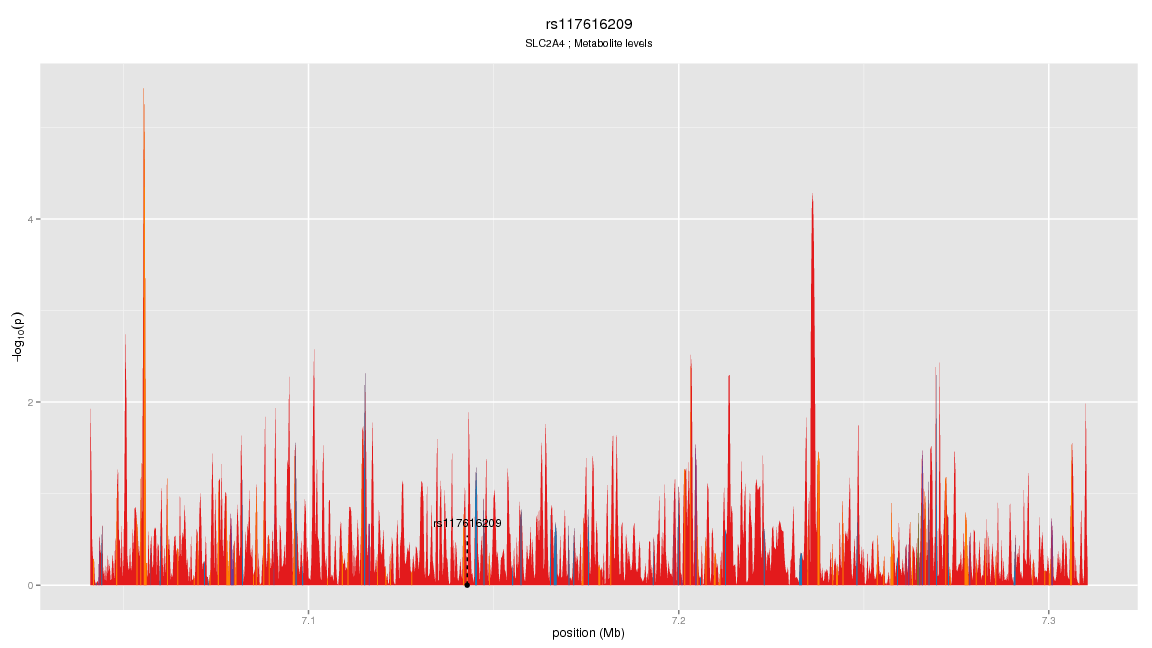 rs117616209
SLC2A4 ; Metabolite levels
−log10(p)
4
2
0
rs117616209
7.1
7.2
7.3
position (Mb)